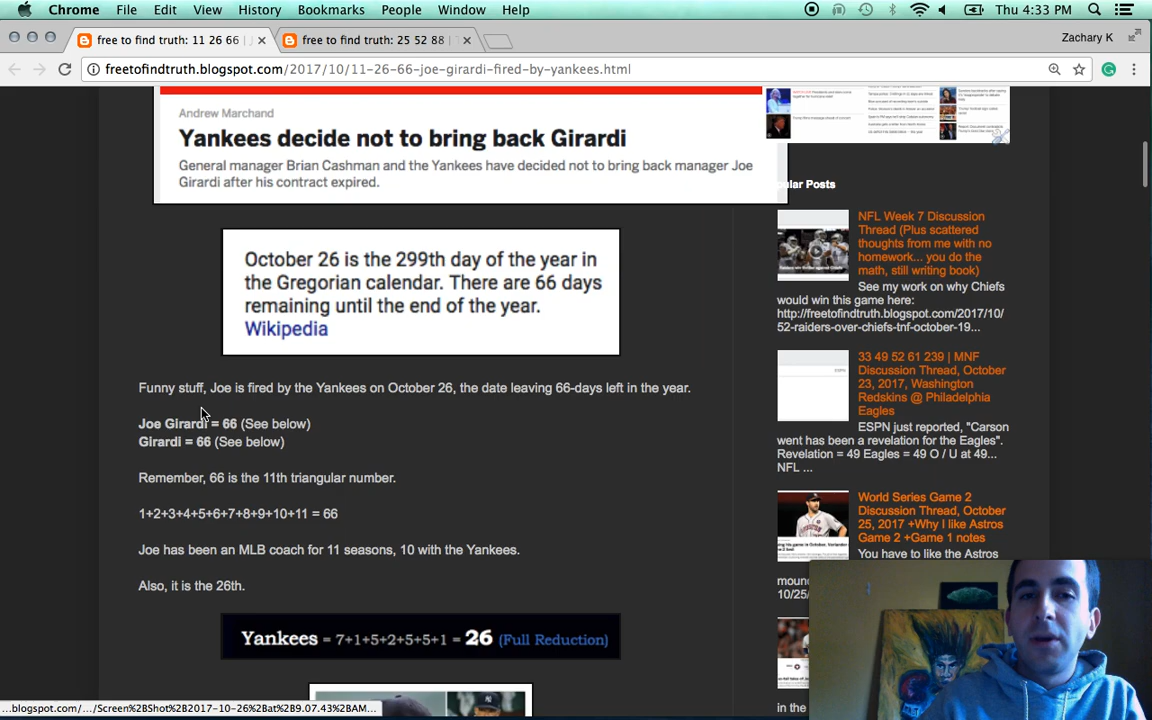 Chrome File Edit View History Bookmarks People Window Help Thu 4:33 PM
free to find truth: 11 26 66 | J
free to find truth: 25 52 88 | T
Zachary K
freetofindtruth.blogspot.com/2017/10/11-26-66-joe-girardi-fired-by-yankees.html
Andrew Marchand
Yankees decide not to bring back Girardi
General manager Brian Cashman and the Yankees have decided not to bring back manager Joe
Girardi after his contract expired.
October 26 is the 299th day of the year in
the Gregorian calendar. There are 66 days
remaining until the end of the year.
Wikipedia
Funny stuff, Joe is fired by the Yankees on October 26, the date leaving 66-days left in the year.
Joe Girardi = 66 (See below)
Girardi = 66 (See below)
Remember, 66 is the 11th triangular number.
1+2+3+4+5+6+7+8+9+10+11 = 66
Joe has been an MLB coach for 11 seasons, 10 with the Yankees.
Also, it is the 26th.
Yankees = 7+1+5+2+5+5+1 = 26 (Full Reduction)
...blogspot.com/.../Screen%2BShot%2B2017-10-26%2Bat%2B9.07.43%2BAM...
ular Posts
NFL Week 7 Discussion
Thread (Plus scattered
thoughts from me with no
homework... you do the
math, still writing book)
See my work on why Chiefs
would win this game here:
http://freetofindtruth.blogspot.com/2017/10/
52-raiders-over-chiefs-tnf-october-19...
33 49 52 61 239 | MNF
Discussion Thread, October
23, 2017, Washington
Redskins @ Philadelphia
Eagles
ESPN just reported, "Carson
went has been a revelation for the Eagles".
Revelation = 49 Eagles = 49 O / U at 49...
NFL ...
World Series Game 2
Discussion Thread, October
25, 2017 +Why I like Astros
Game 2 +Game 1 notes
You have to like the Astros
mound
10/25/
in the